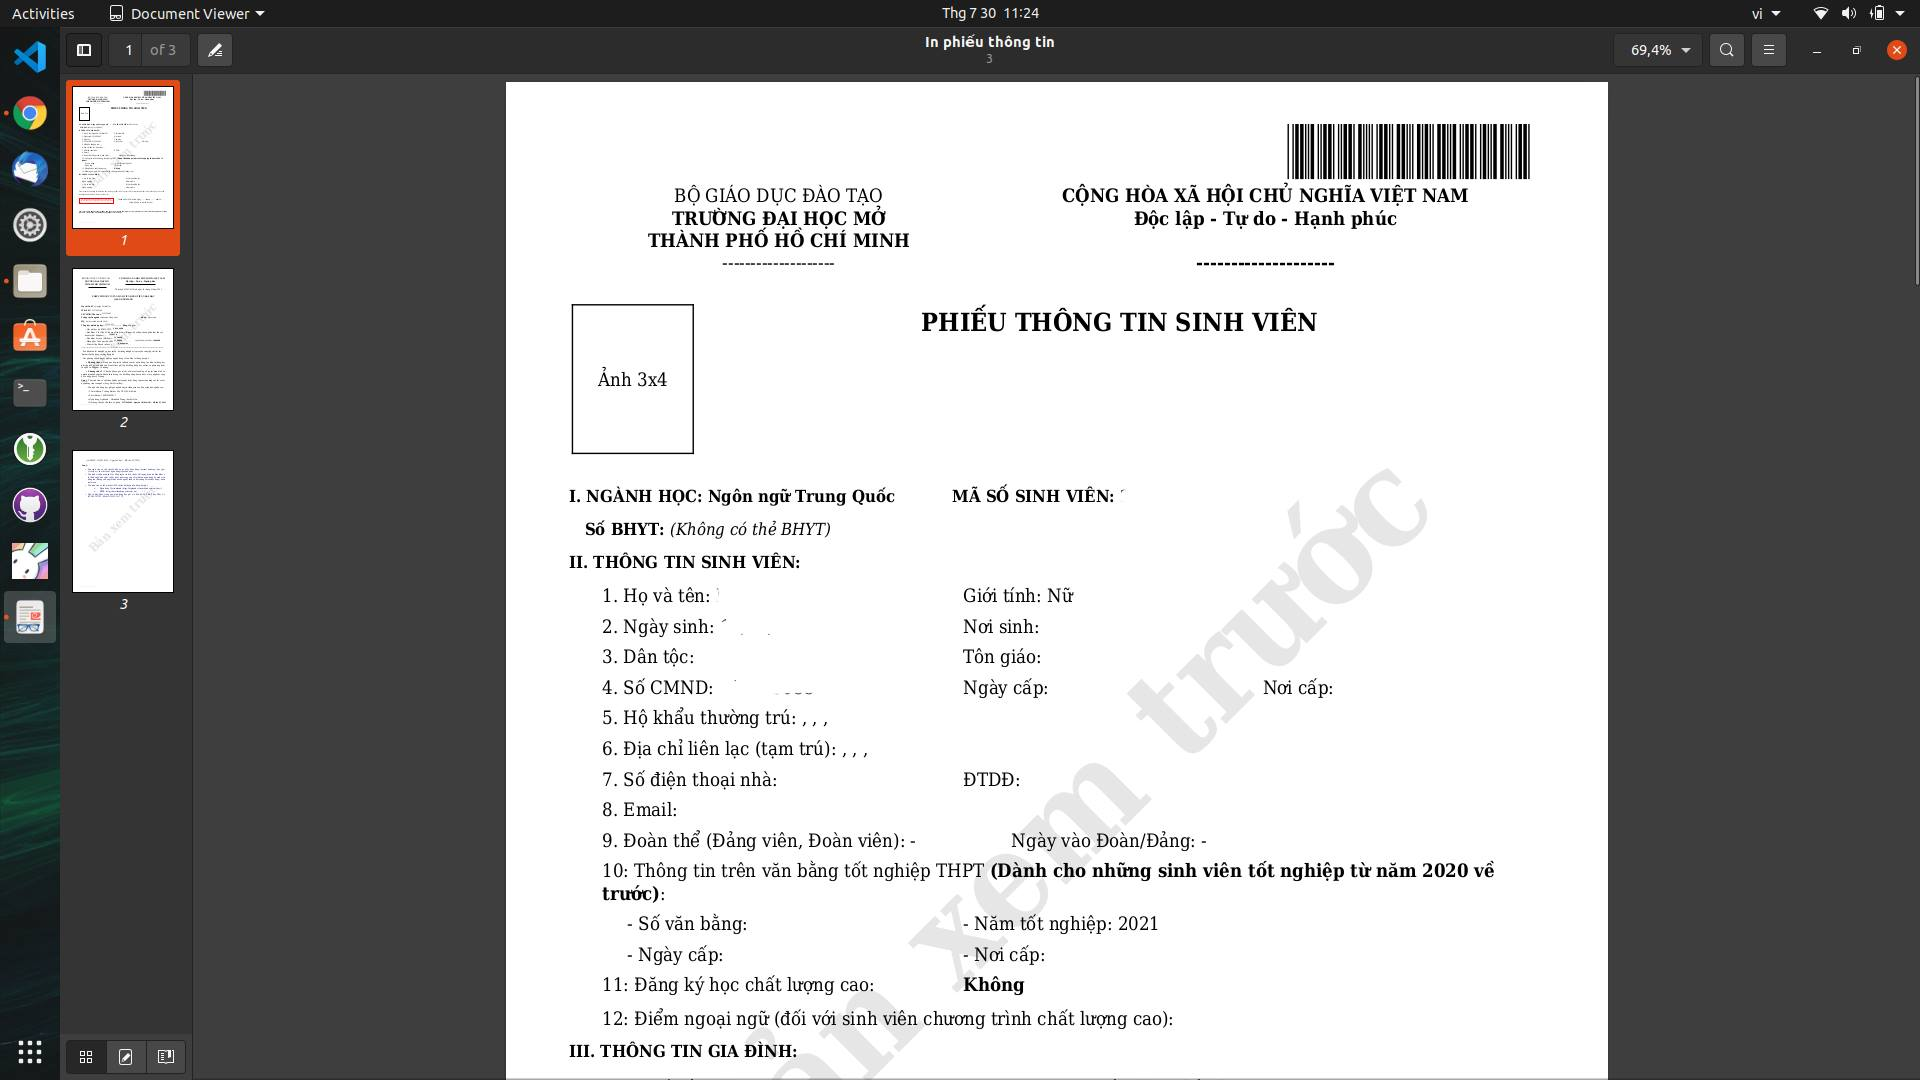 Activities
Document Viewer
Thg 7 30 11:24
vi
1 of 3
In phiếu thông tin
3
69,4%
1
2
3
BỘ GIÁO DỤC ĐÀO TẠO
TRƯỜNG ĐẠI HỌC MỞ
THÀNH PHỐ HỒ CHÍ MINH
--------------------
CỘNG HÒA XÃ HỘI CHỦ NGHĨA VIỆT NAM
Độc lập - Tự do - Hạnh phúc
--------------------
Ảnh 3x4
PHIẾU THÔNG TIN SINH VIÊN
I. NGÀNH HỌC: Ngôn ngữ Trung Quốc MÃ SỐ SINH VIÊN:
Số BHYT: (Không có thẻ BHYT)
II. THÔNG TIN SINH VIÊN:
1. Họ và tên: Giới tính: Nữ
2. Ngày sinh: Nơi sinh:
3. Dân tộc: Tôn giáo:
4. Số CMND: Ngày cấp: Nơi cấp:
5. Hộ khẩu thường trú: , , ,
6. Địa chỉ liên lạc (tạm trú): , , ,
7. Số điện thoại nhà: ĐTDĐ:
8. Email:
9. Đoàn thể (Đảng viên, Đoàn viên): - Ngày vào Đoàn/Đảng: -
10: Thông tin trên văn bằng tốt nghiệp THPT (Dành cho những sinh viên tốt nghiệp từ năm 2020 về
trước):
- Số văn bằng: - Năm tốt nghiệp: 2021
- Ngày cấp: - Nơi cấp:
11: Đăng ký học chất lượng cao: Không
12: Điểm ngoại ngữ (đối với sinh viên chương trình chất lượng cao):
III. THÔNG TIN GIA ĐÌNH:
Bản xem trước